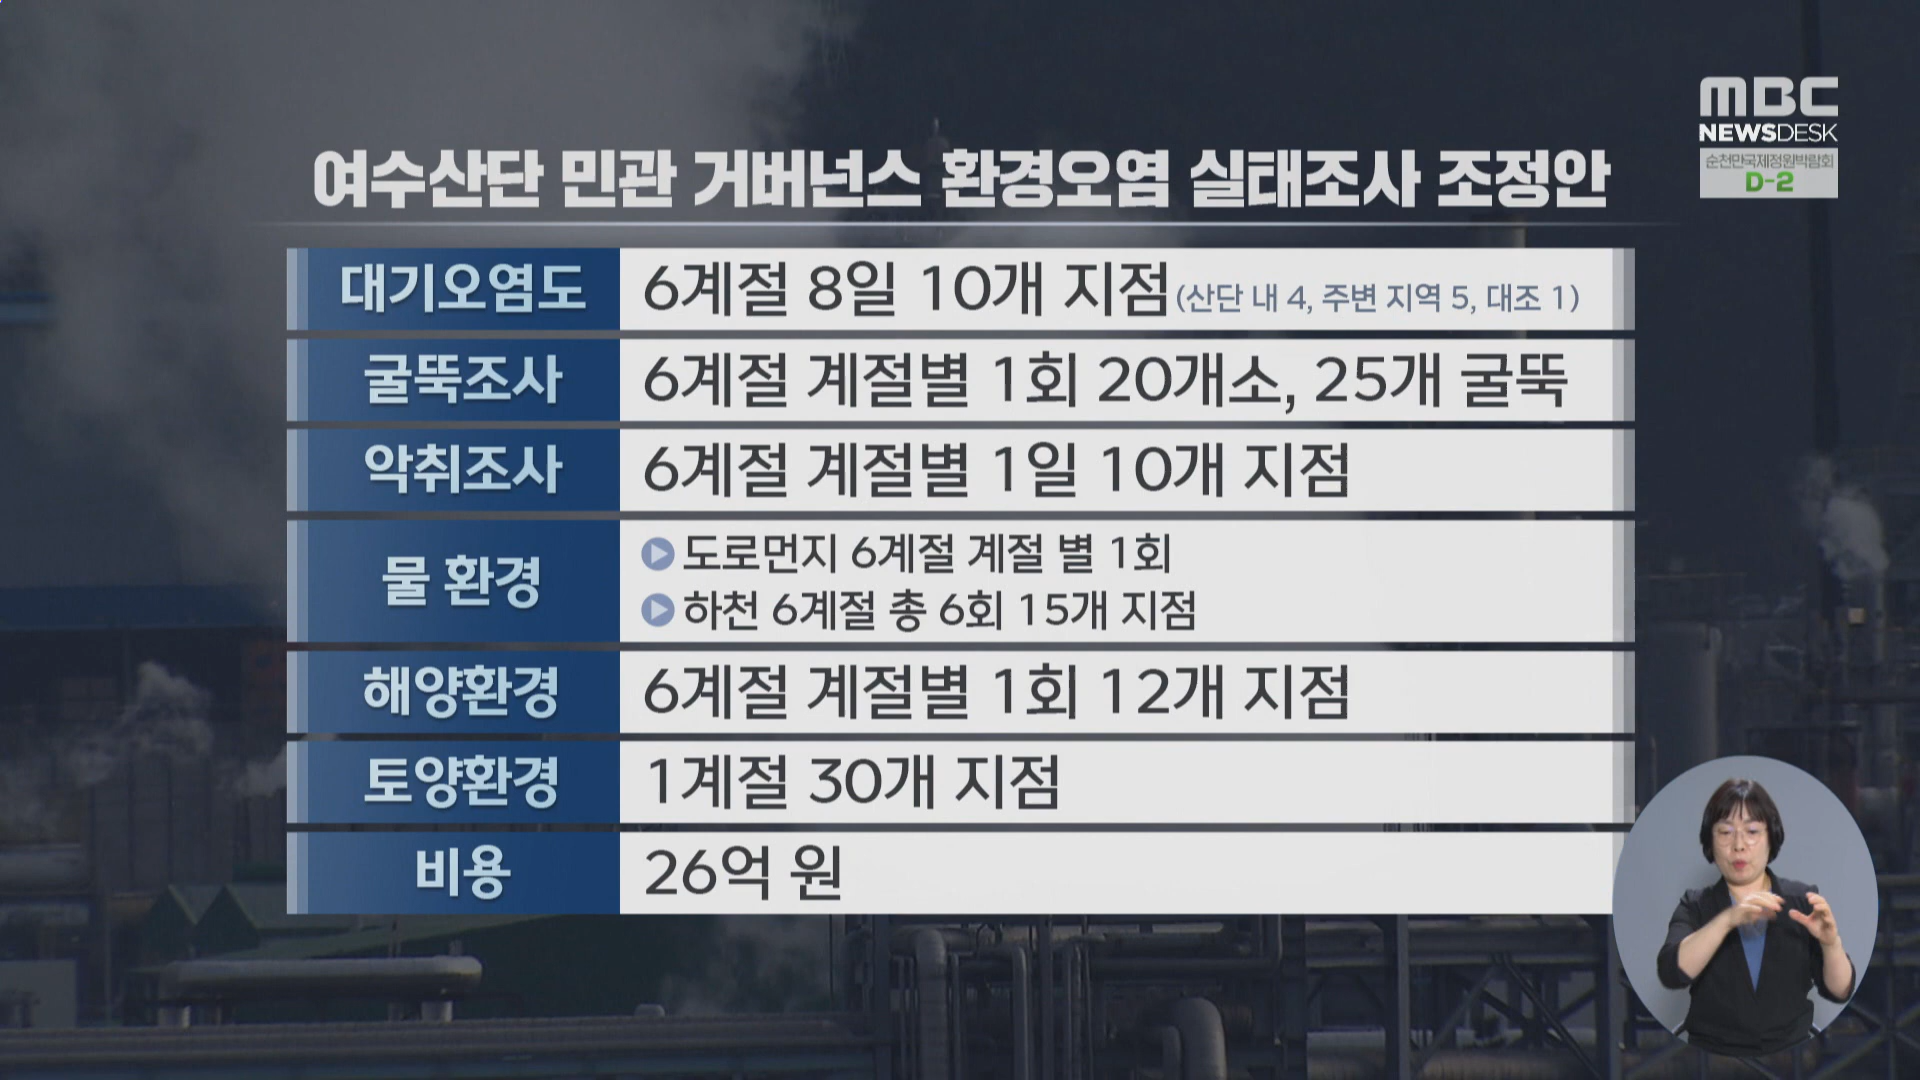 MBC
NEWSDESK
순천만국제정원박람회
D-2
여수산단 민관 거버넌스 환경오염 실태조사 조정안
대기오염도 6계절 8일 10개 지점(산단 내 4, 주변 지역 5, 대조 1)
굴뚝조사 6계절 계절별 1회 20개소, 25개 굴뚝
악취조사 6계절 계절별 1일 10개 지점
물 환경
도로먼지 6계절 계절 별 1회
하천 6계절 총 6회 15개 지점
해양환경 6계절 계절별 1회 12개 지점
토양환경 1계절 30개 지점
비용 26억 원